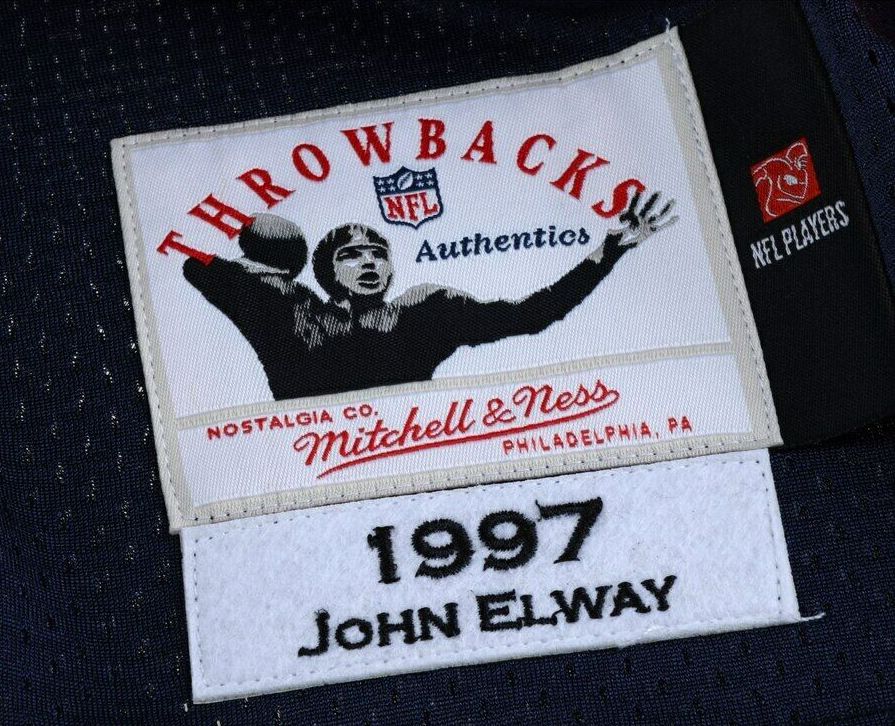 THROWBACKS
NFL
Authentics
NFL PLAYERS
NOSTALGIA CO.
Mitchell & Ness
PHILADELPHIA, PA
1997
JOHN ELWAY